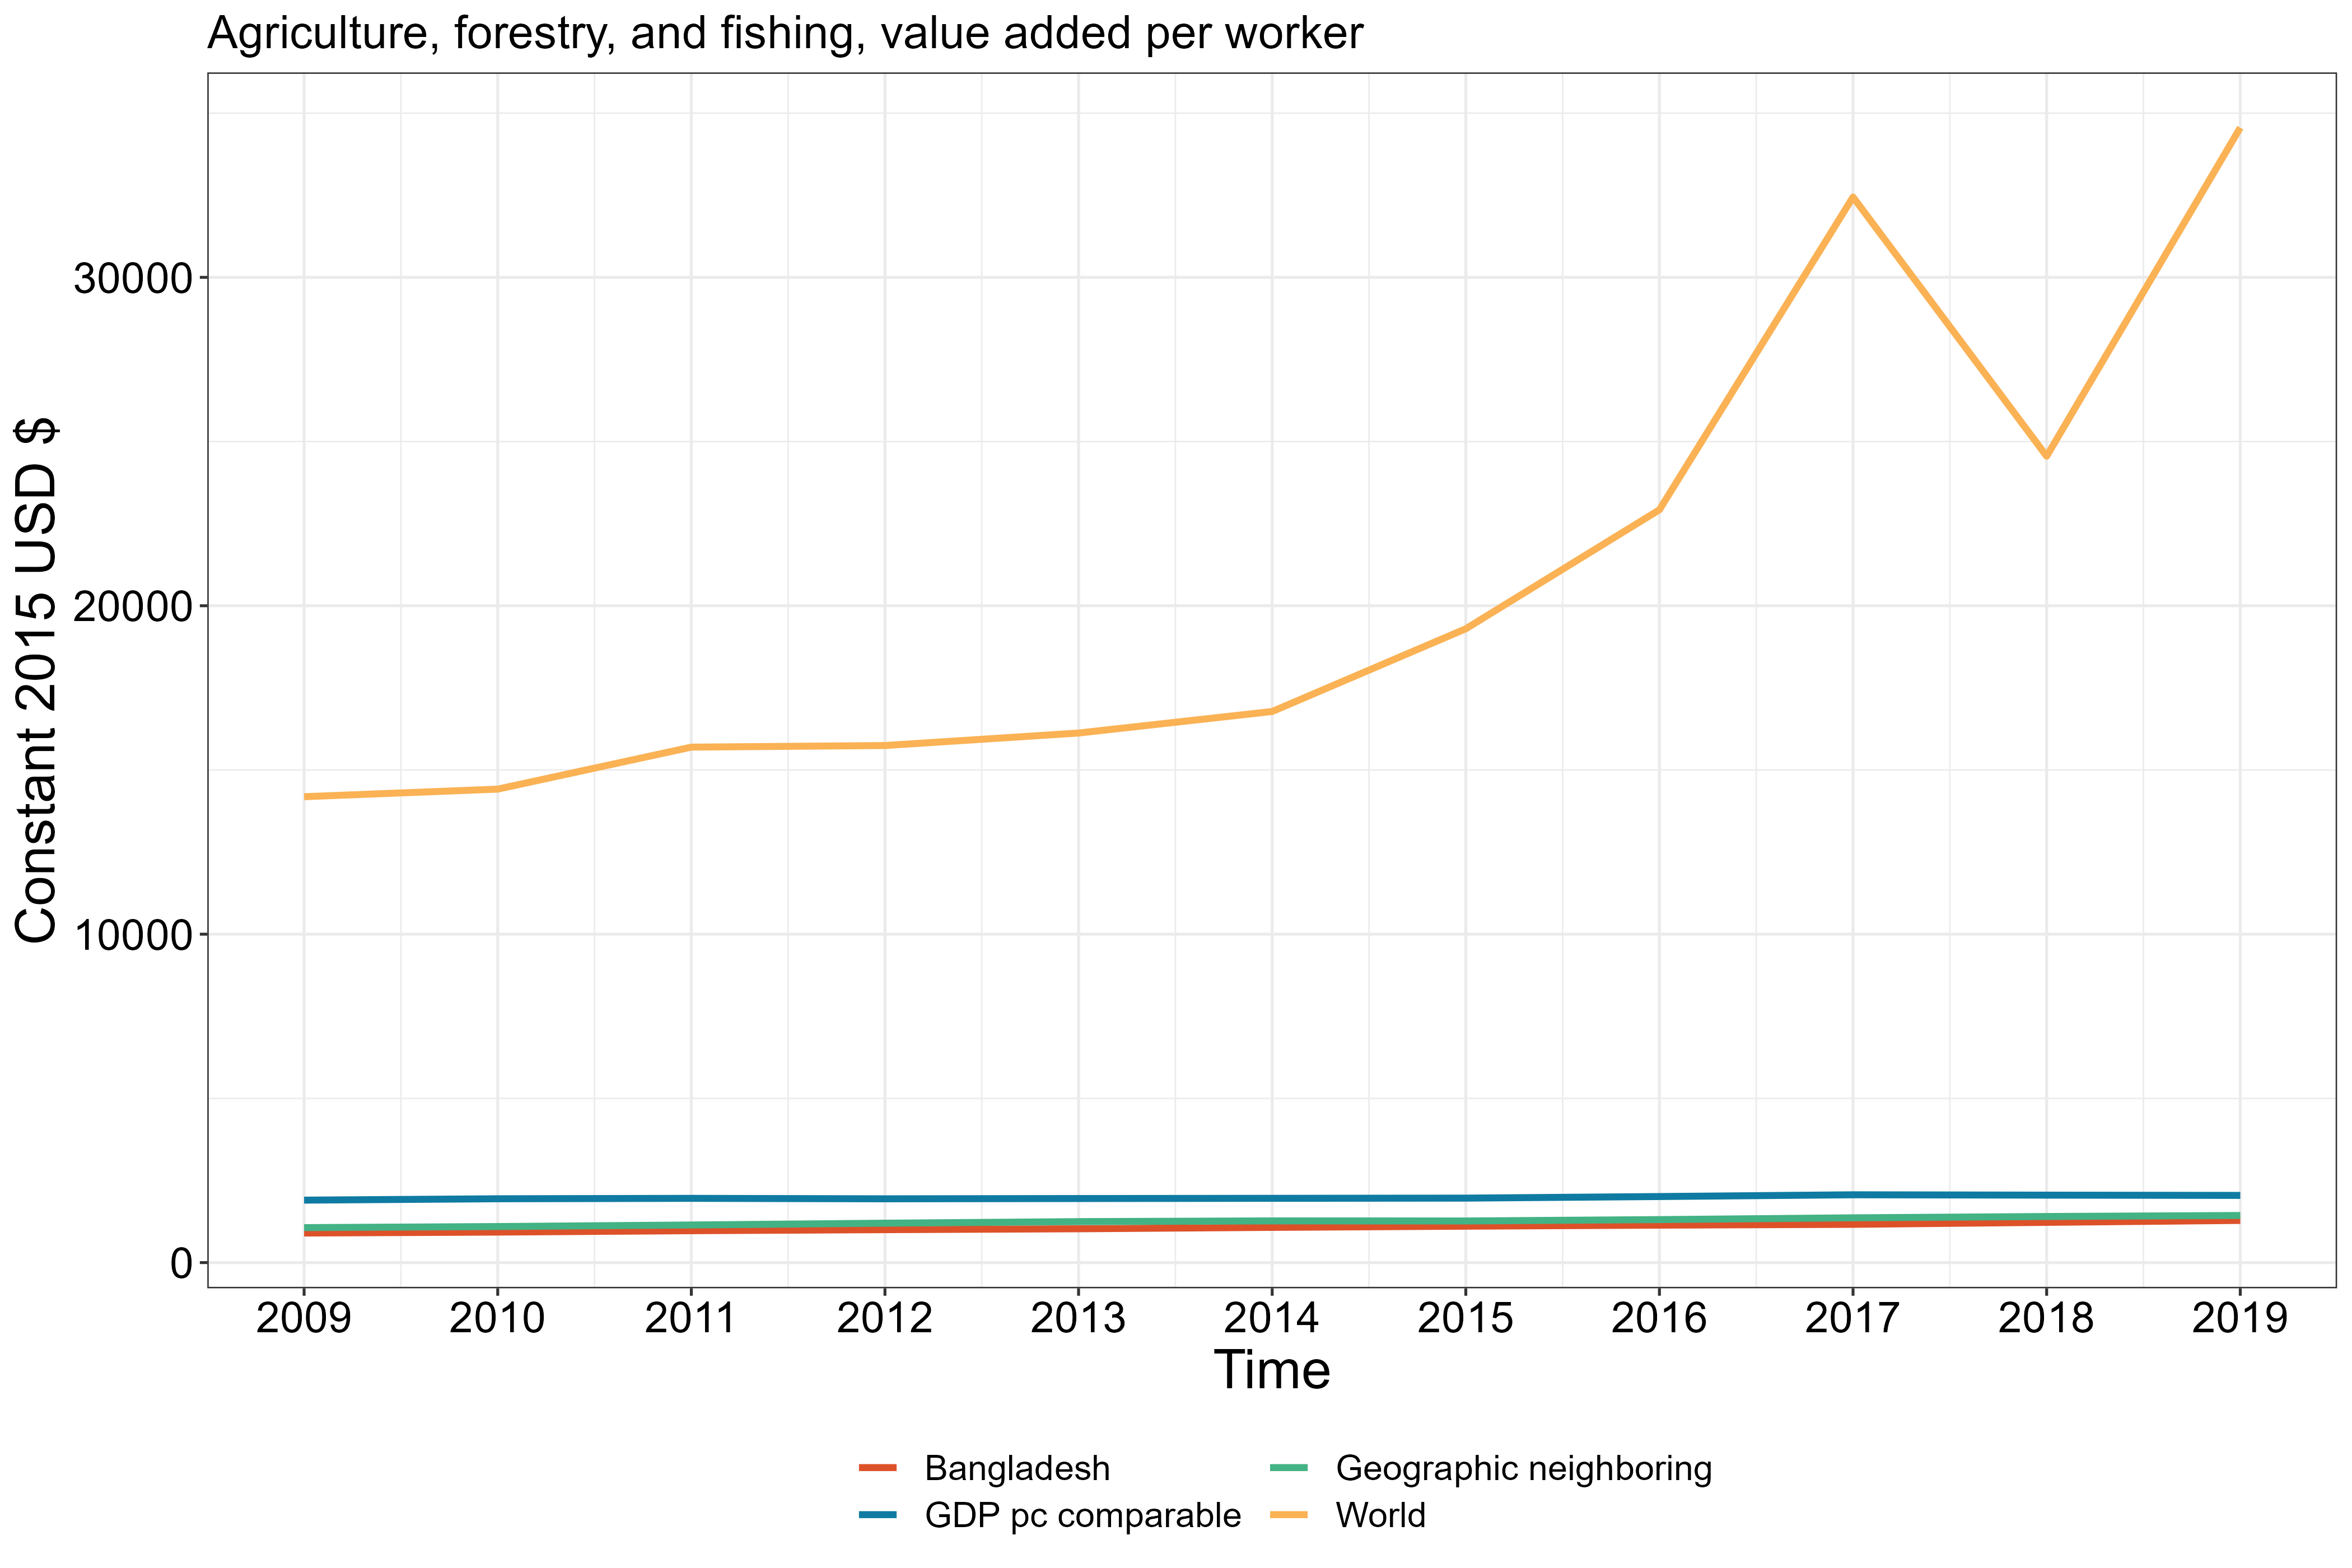 Agriculture, forestry, and fishing, value added per worker
Constant 2015 USD $
30000
20000
10000
0
2009 2010 2011 2012 2013 2014 2015 2016 2017 2018 2019
Time
Bangladesh
GDP pc comparable
Geographic neighboring
World